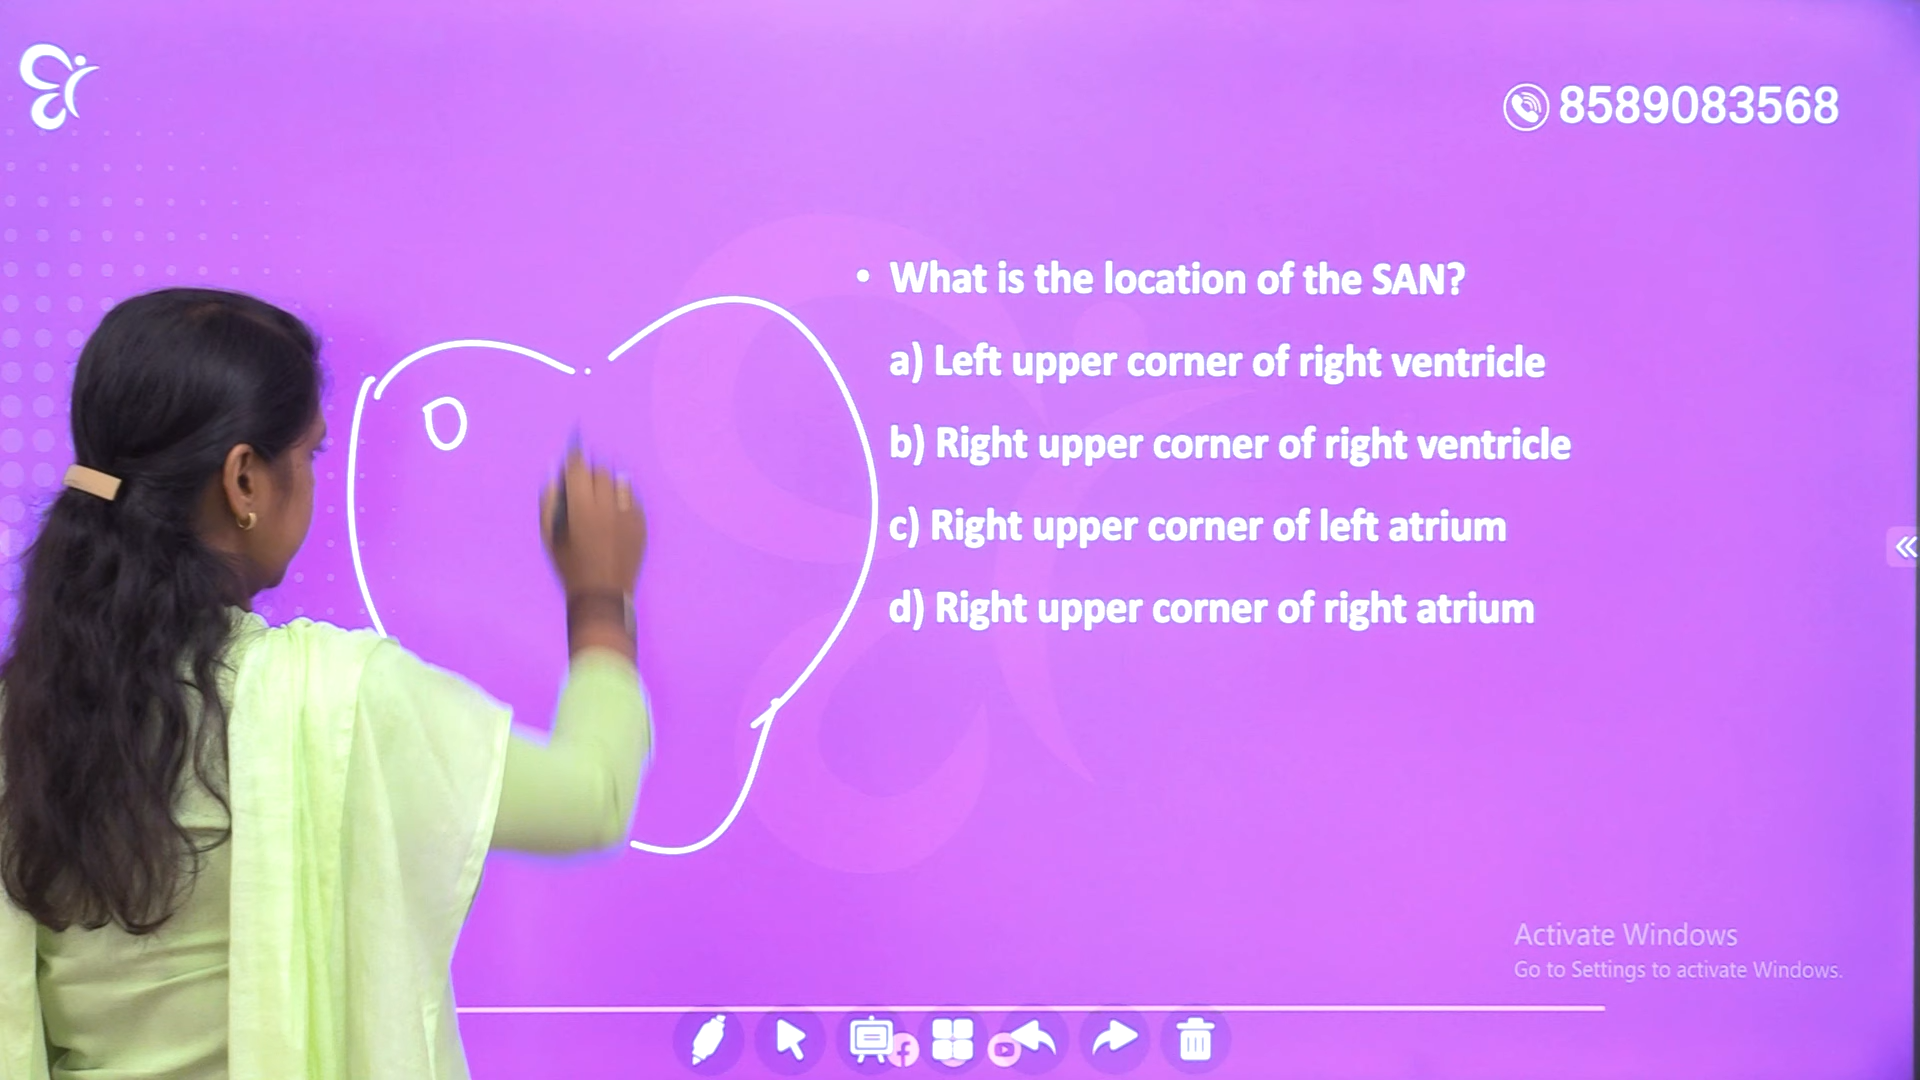 8589083568
• What is the location of the SAN?
a) Left upper corner of right ventricle
b) Right upper corner of right ventricle
c) Right upper corner of left atrium
d) Right upper corner of right atrium
Activate Windows
Go to Settings to activate Windows.